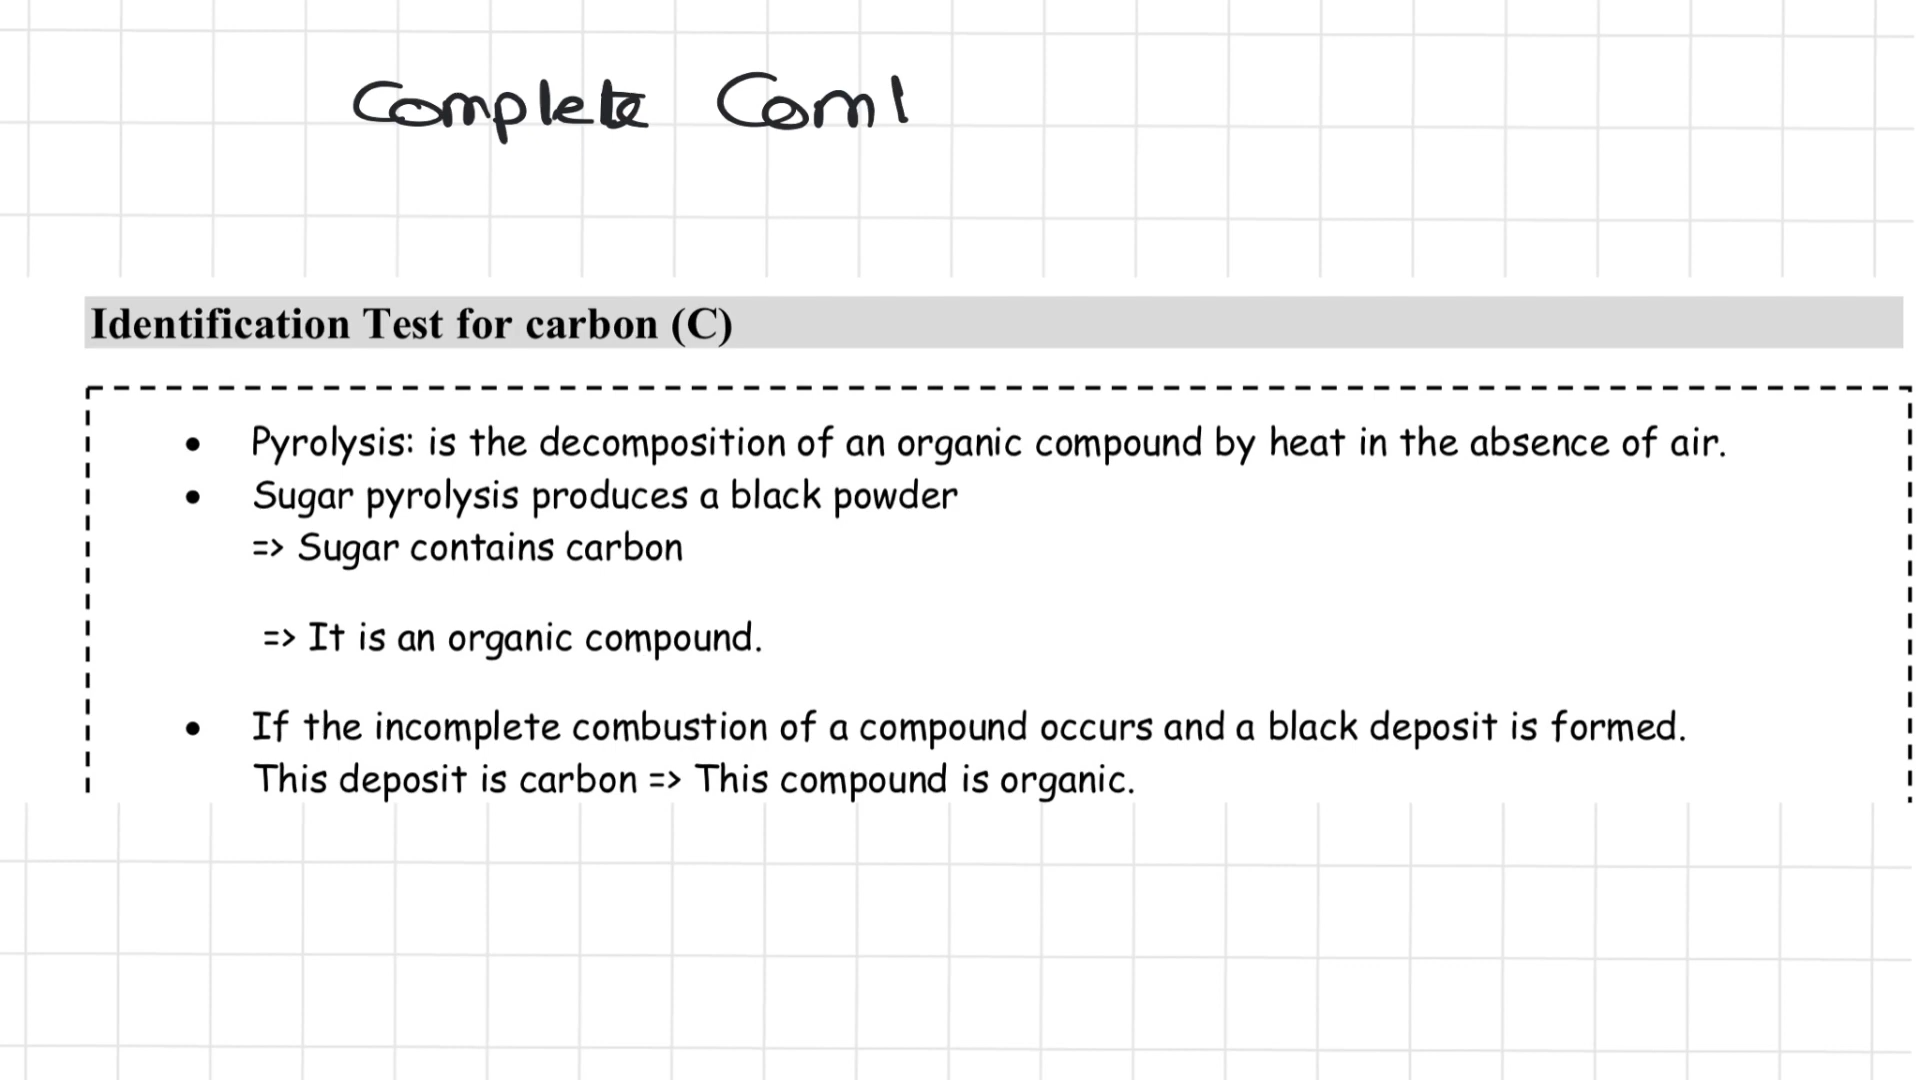 Complete Com
Identification Test for carbon (C)
• Pyrolysis: is the decomposition of an organic compound by heat in the absence of air.
• Sugar pyrolysis produces a black powder
=> Sugar contains carbon
=> It is an organic compound.
• If the incomplete combustion of a compound occurs and a black deposit is formed.
This deposit is carbon => This compound is organic.